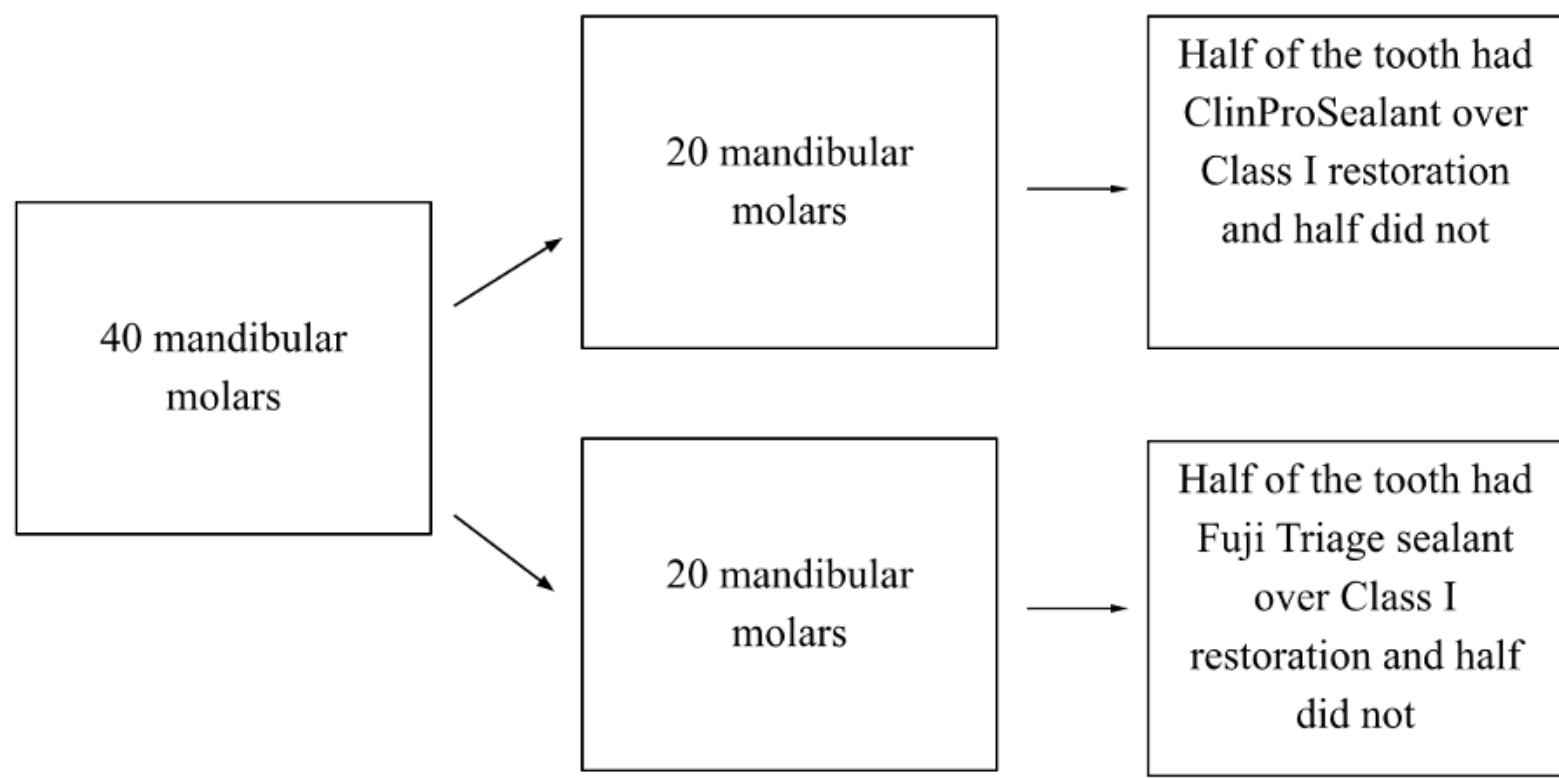 40 mandibular
molars
20 mandibular
molars
Half of the tooth had
ClinProSealant over
Class I restoration
and half did not
20 mandibular
molars
Half of the tooth had
Fuji Triage sealant
over Class I
restoration and half
did not